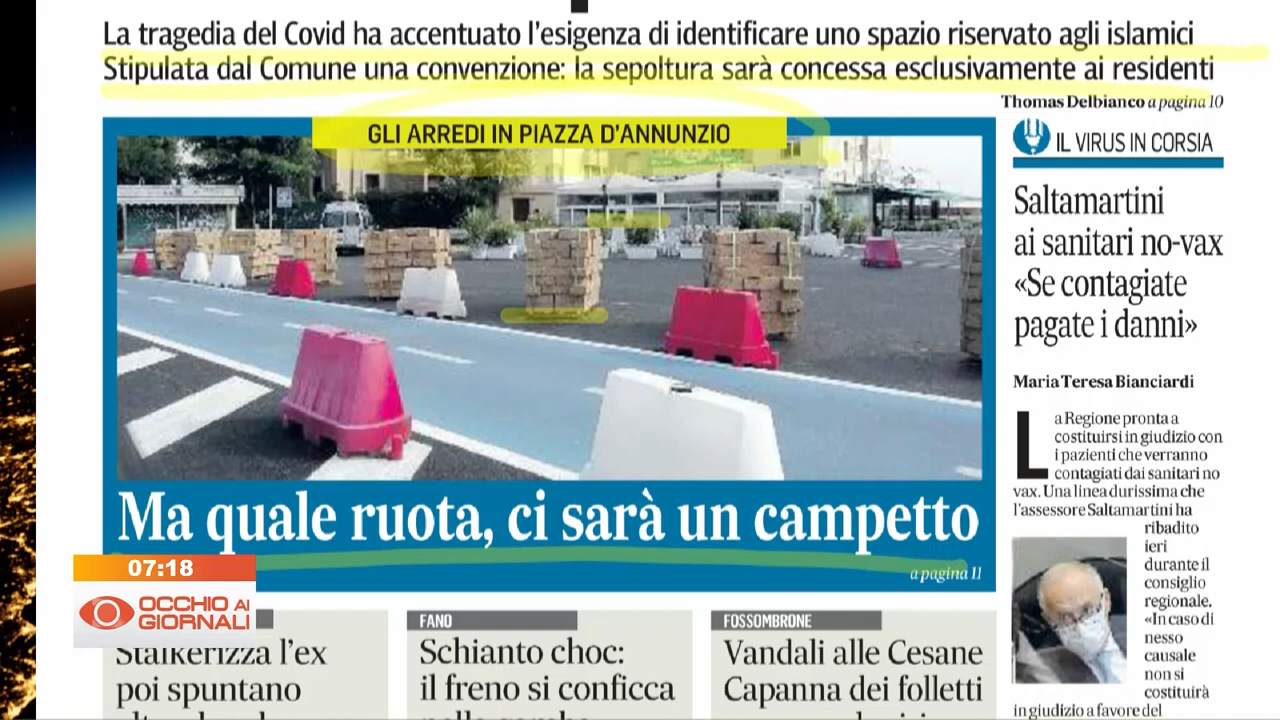 La tragedia del Covid ha accentuato l'esigenza di identificare uno spazio riservato agli islamici
Stipulata dal Comune una convenzione: la sepoltura sarà concessa esclusivamente ai residenti
Thomas Delbianco a pagina 10
GLI ARREDI IN PIAZZA D'ANNUNZIO
Ma quale ruota, ci sarà un campetto
a pagina 11
IL VIRUS IN CORSIA
Saltamartini
ai sanitari no-vax
«Se contagiate
pagate i danni»
Maria Teresa Bianciardi
La Regione pronta a
costituirsi in giudizio con
i pazienti che verranno
contagiati dai sanitari no
vax. Una linea durissima che
l'assessore Saltamartini ha
ribadito
ieri
durante il
consiglio
regionale.
«In caso di
nesso
causale
non si
costituirà
in giudizio a favore del
07:18
OCCHIO AI
GIORNALI
Stalkerizza l'ex
poi spuntano
FANO
Schianto choc:
il freno si conficca
FOSSOMBRONE
Vandali alle Cesane
Capanna dei folletti